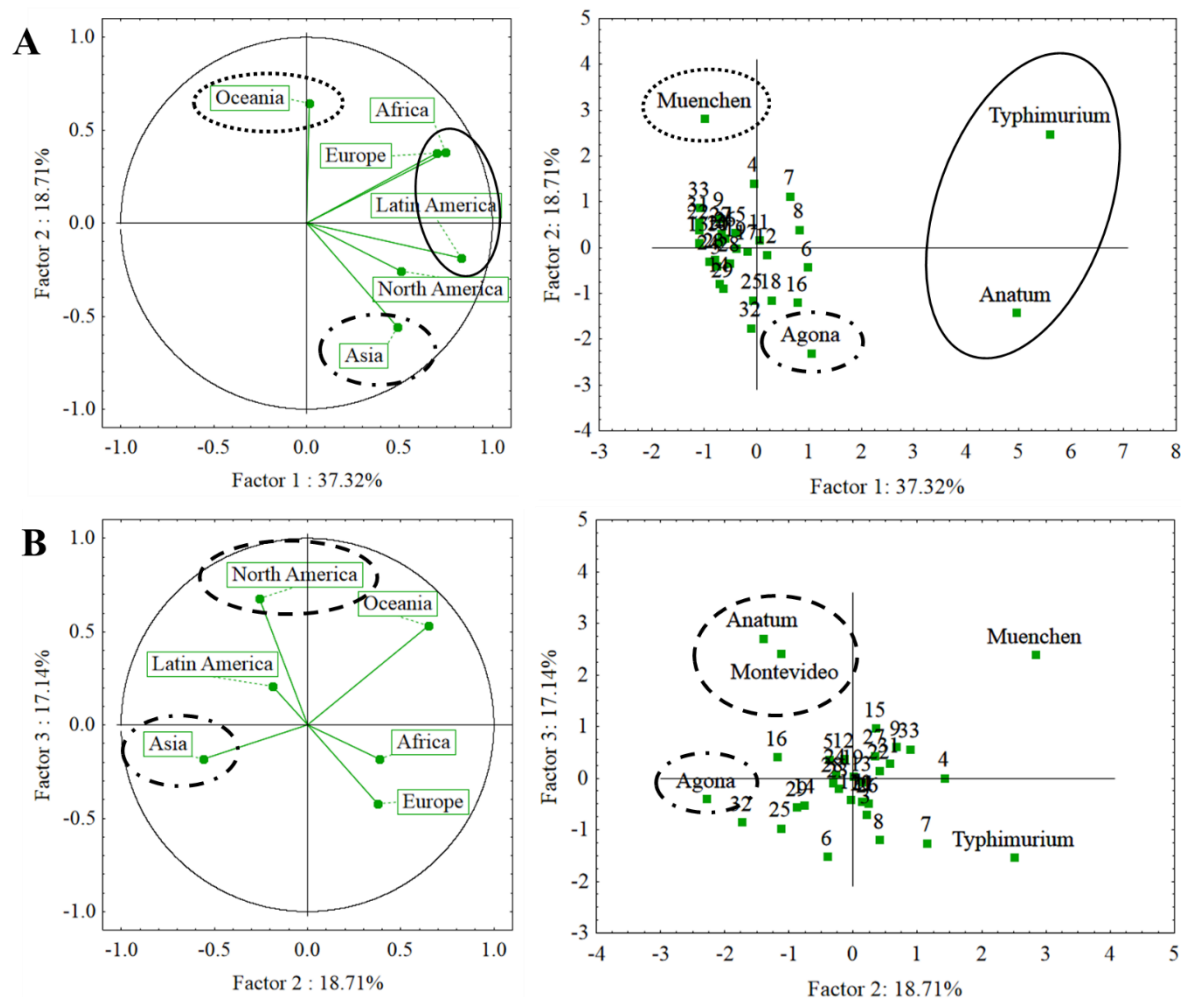 A
Factor 2 : 18.71%
1.0
0.5
0.0
-0.5
-1.0
Oceania
Africa
Europe
Latin America
North America
Asia
-1.0
-0.5
0.0
0.5
1.0
Factor 1 : 37.32%
Factor 2: 18.71%
5
4
3
2
1
0
-1
-2
-3
-4
Muenchen
Typhimurium
4
7
33
9
8
11
12
6
29
25
18
16
32
Agona
Anatum
-3
-2
-1
0
1
2
3
4
5
6
7
8
Factor 1: 37.32%
B
Factor 3 : 17.14%
1.0
0.5
0.0
-0.5
-1.0
North America
Oceania
Latin America
Asia
Africa
Europe
-1.0
-0.5
0.0
0.5
1.0
Factor 2 : 18.71%
Factor 3: 17.14%
5
4
3
2
1
0
-1
-2
-3
Anatum
Muenchen
Montevideo
15
9
33
27
16
4
Agona
32
25
6
8
7
Typhimurium
-4
-3
-2
-1
0
1
2
3
4
5
Factor 2: 18.71%